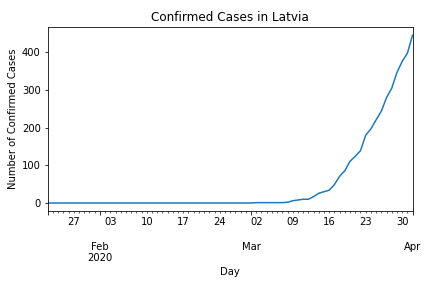 Confirmed Cases in Latvia
Number of Confirmed Cases
400
300
200
100
0
27 03 10 17 24 02 09 16 23 30
Feb Mar Apr
2020
Day